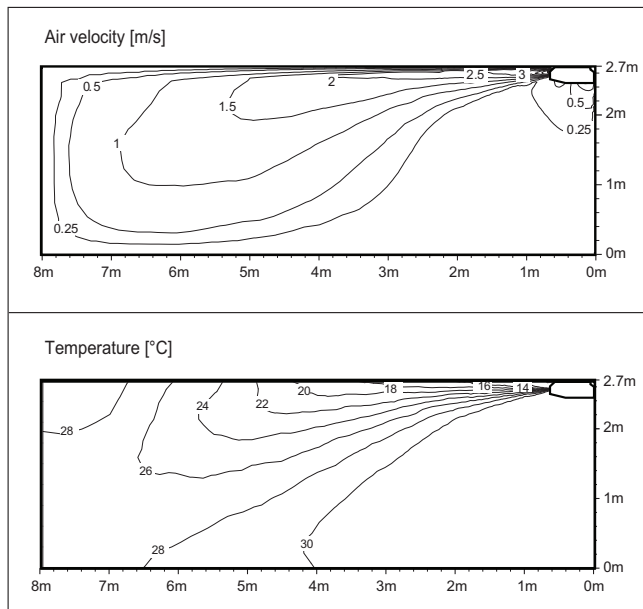 Air velocity [m/s]
2.5 3 2.7m
0.5 2
1.5 0.5
2m
0.25
1
1m
0.25
0m
8m 7m 6m 5m 4m 3m 2m 1m 0m
Temperature [°C]
2.7m
20 18 16 14
24 22
28
2m
26
1m
28 30
0m
8m 7m 6m 5m 4m 3m 2m 1m 0m